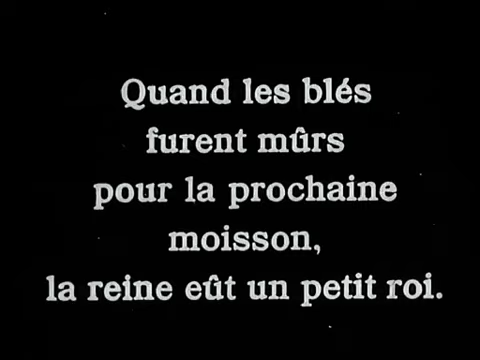 Quand les blés
furent mûrs
pour la prochaine
moisson,
la reine eût un petit roi.